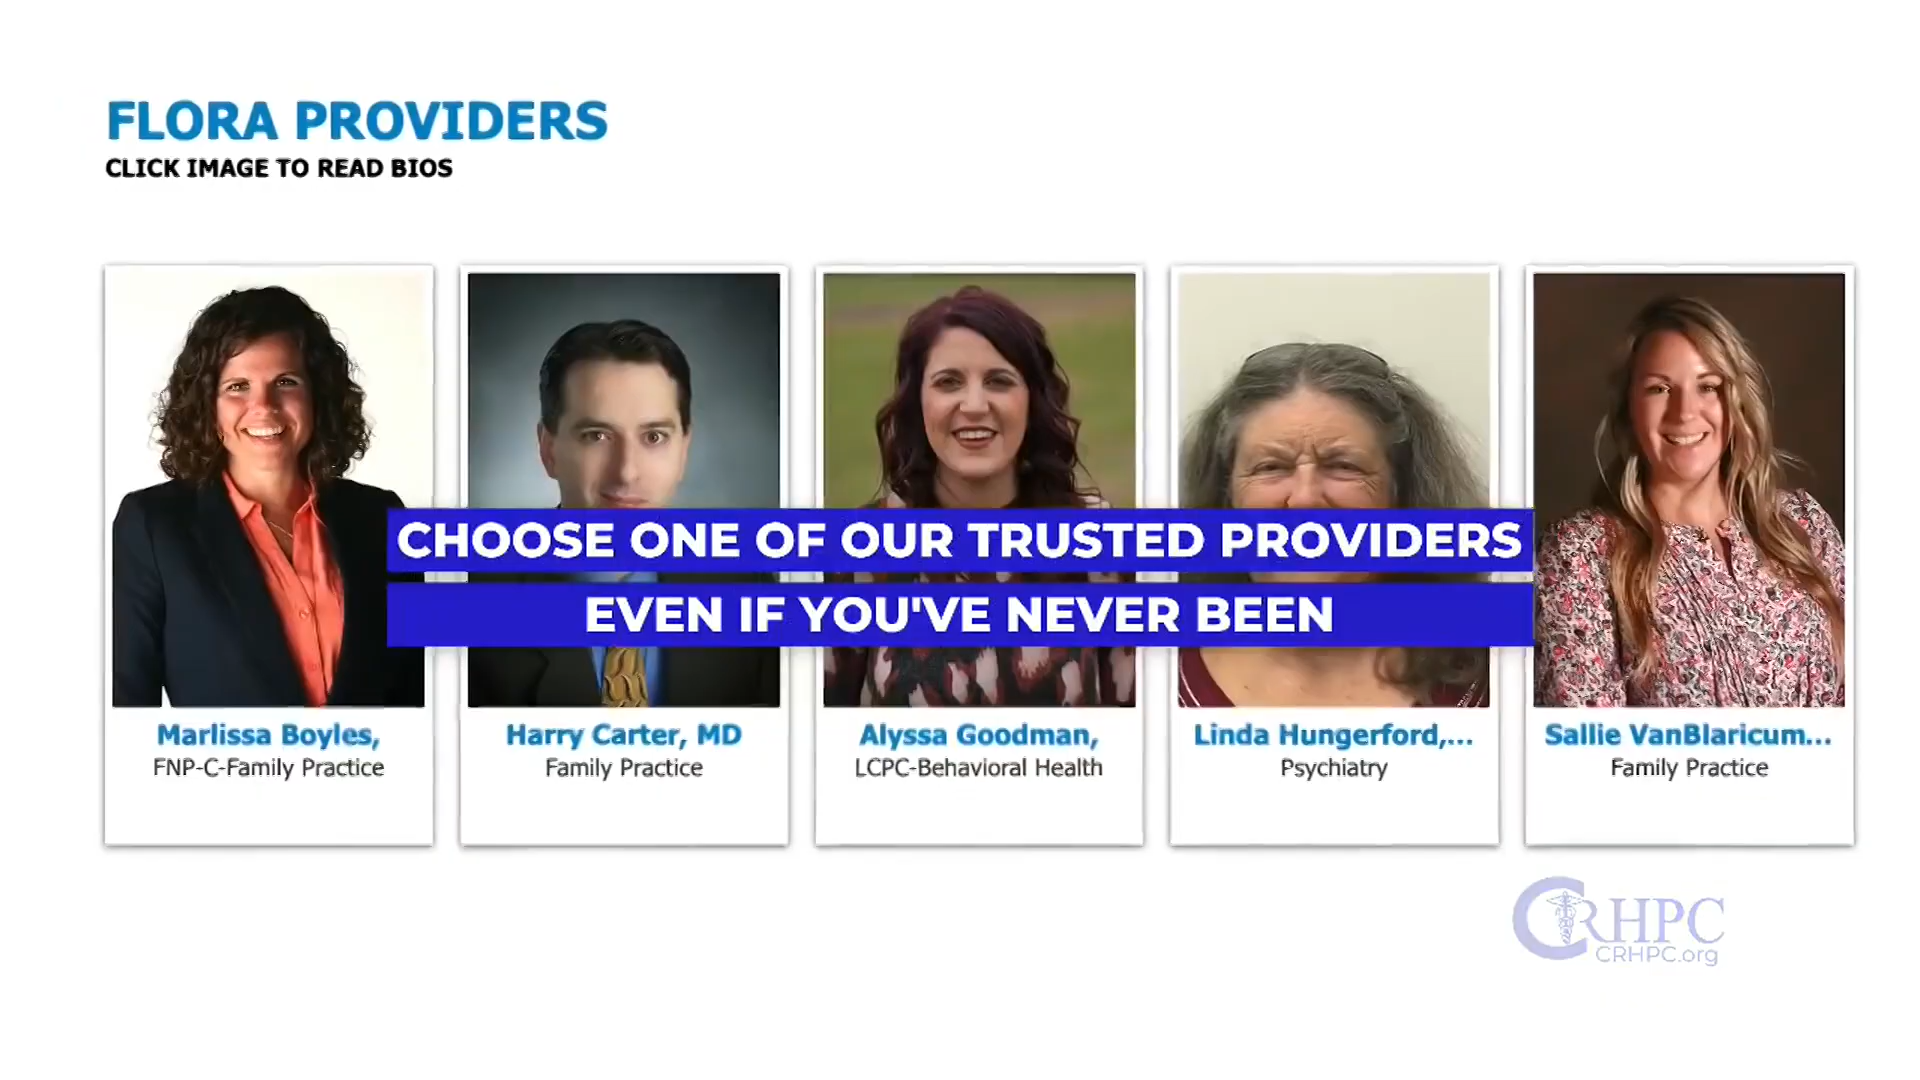 FLORA PROVIDERS
CLICK IMAGE TO READ BIOS
CHOOSE ONE OF OUR TRUSTED PROVIDERS
EVEN IF YOU'VE NEVER BEEN
Marlissa Boyles,
FNP-C-Family Practice
Harry Carter, MD
Family Practice
Alyssa Goodman,
LCPC-Behavioral Health
Linda Hungerford,...
Psychiatry
Sallie VanBlaricum...
Family Practice
CRHPC
CRHPC.org